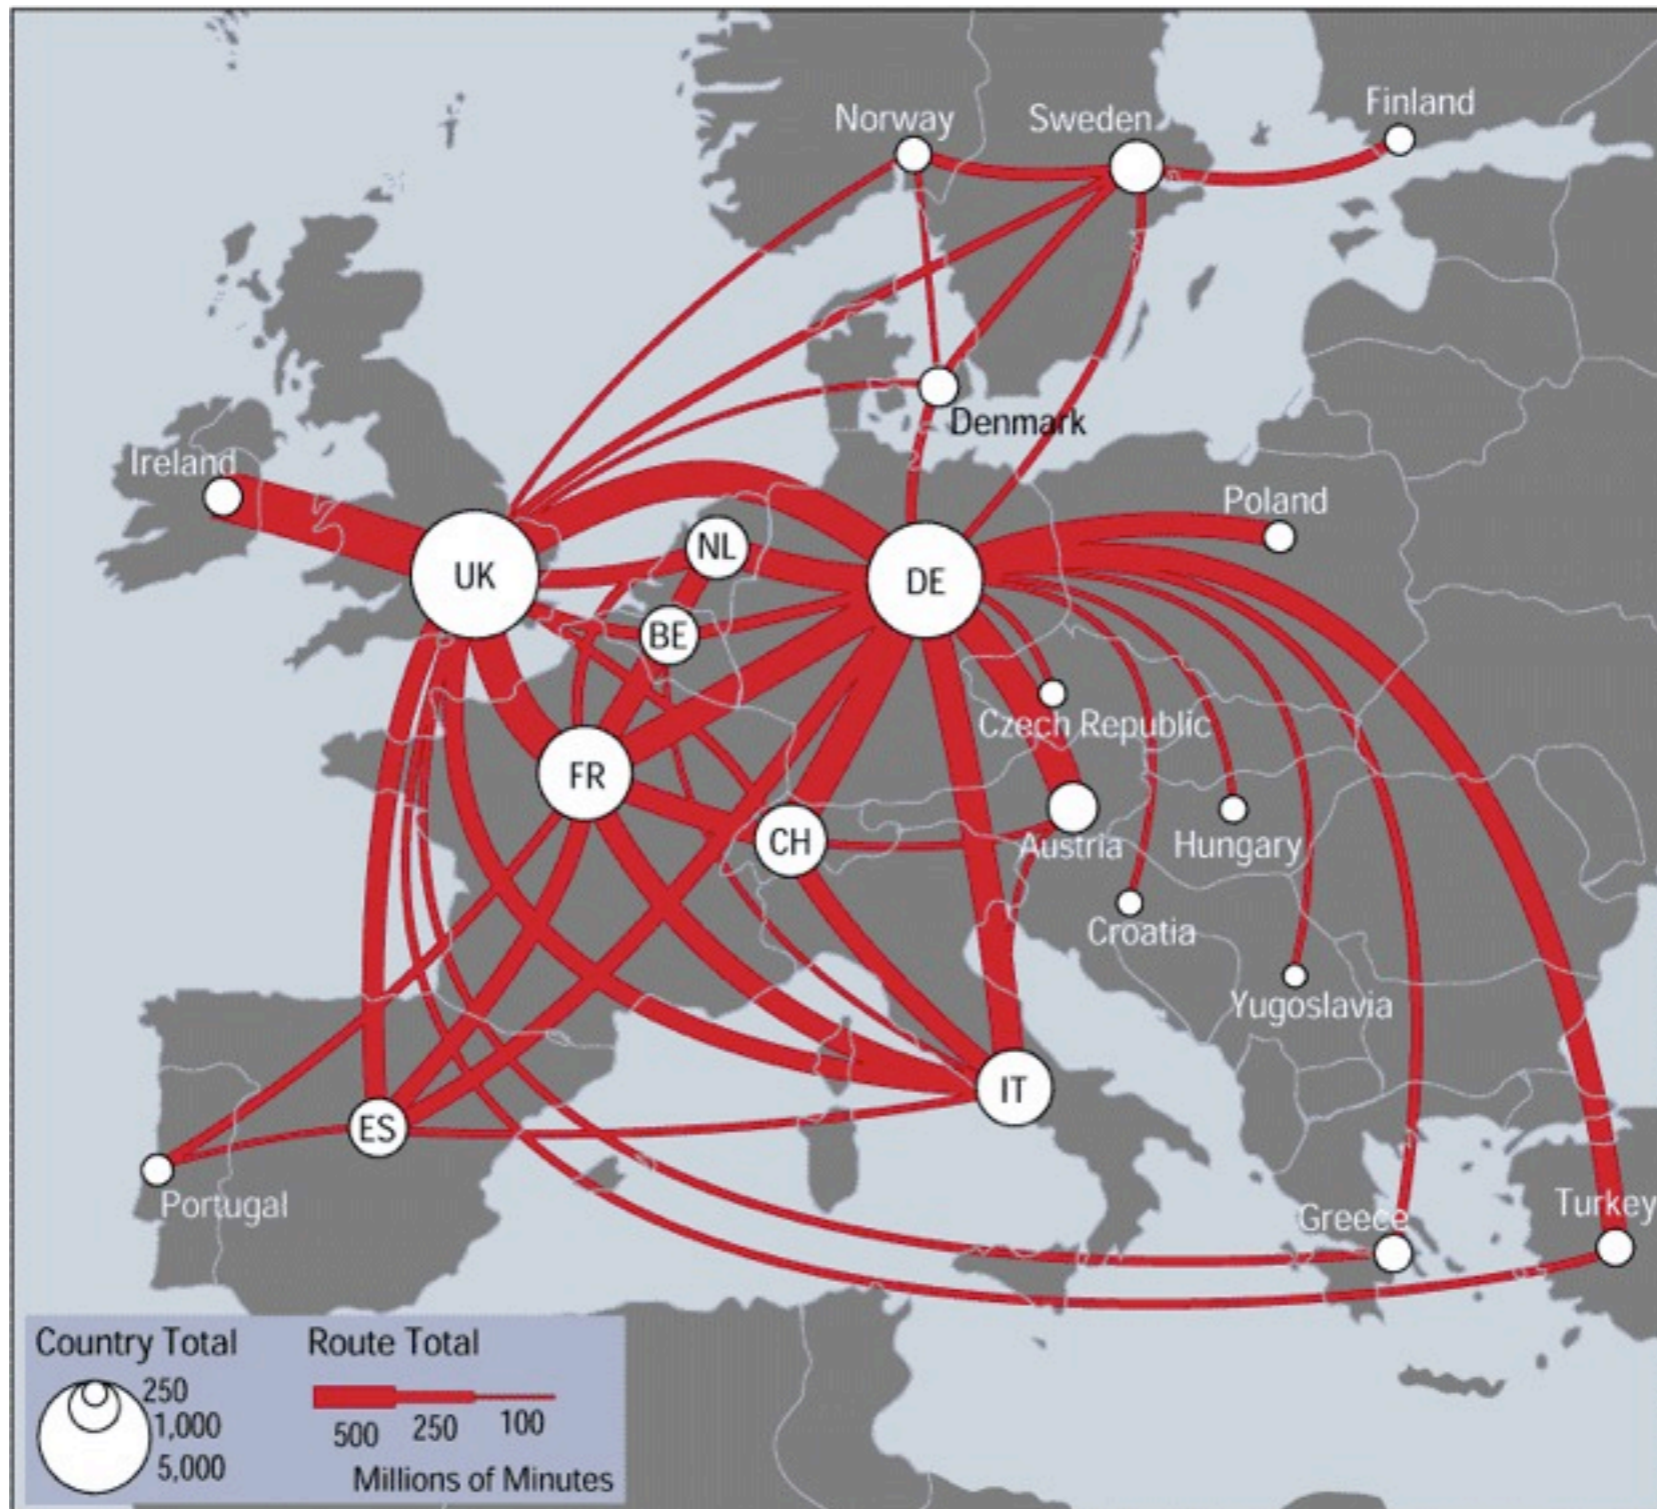 Norway
Sweden
Finland
Denmark
Ireland
Poland
UK
NL
DE
BE
Czech Republic
FR
CH
Austria
Hungary
Croatia
Yugoslavia
IT
ES
Portugal
Greece
Turkey
Country Total
250
1,000
5,000
Route Total
500
250
100
Millions of Minutes